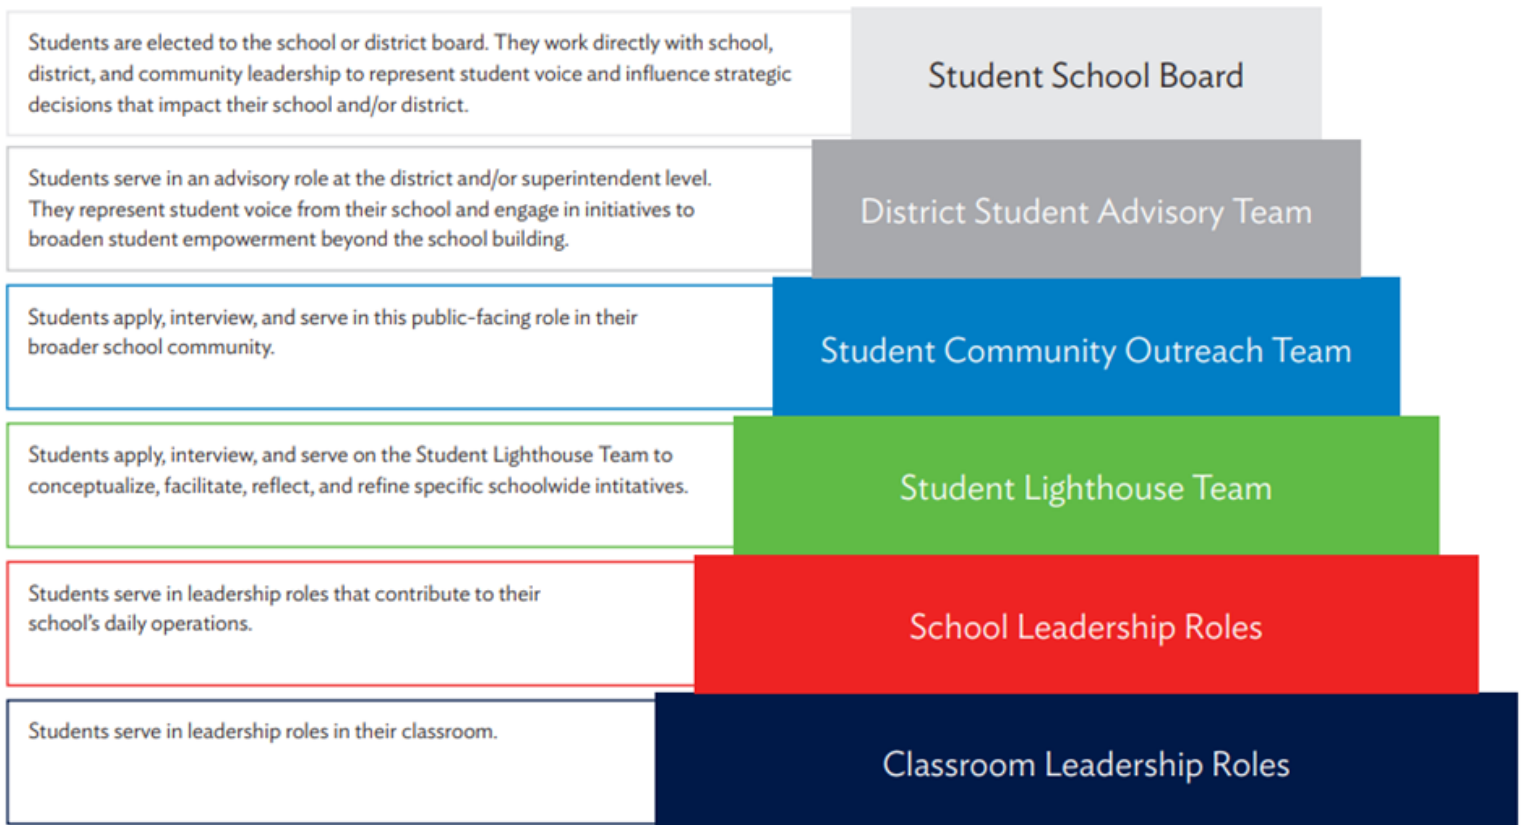 Students are elected to the school or district board. They work directly with school,
district, and community leadership to represent student voice and influence strategic
decisions that impact their school and/or district.
Student School Board
Students serve in an advisory role at the district and/or superintendent level.
They represent student voice from their school and engage in initiatives to
broaden student empowerment beyond the school building.
District Student Advisory Team
Students apply, interview, and serve in this public-facing role in their
broader school community.
Student Community Outreach Team
Students apply, interview, and serve on the Student Lighthouse Team to
conceptualize, facilitate, reflect, and refine specific schoolwide intitatives.
Student Lighthouse Team
Students serve in leadership roles that contribute to their
school's daily operations.
School Leadership Roles
Students serve in leadership roles in their classroom.
Classroom Leadership Roles